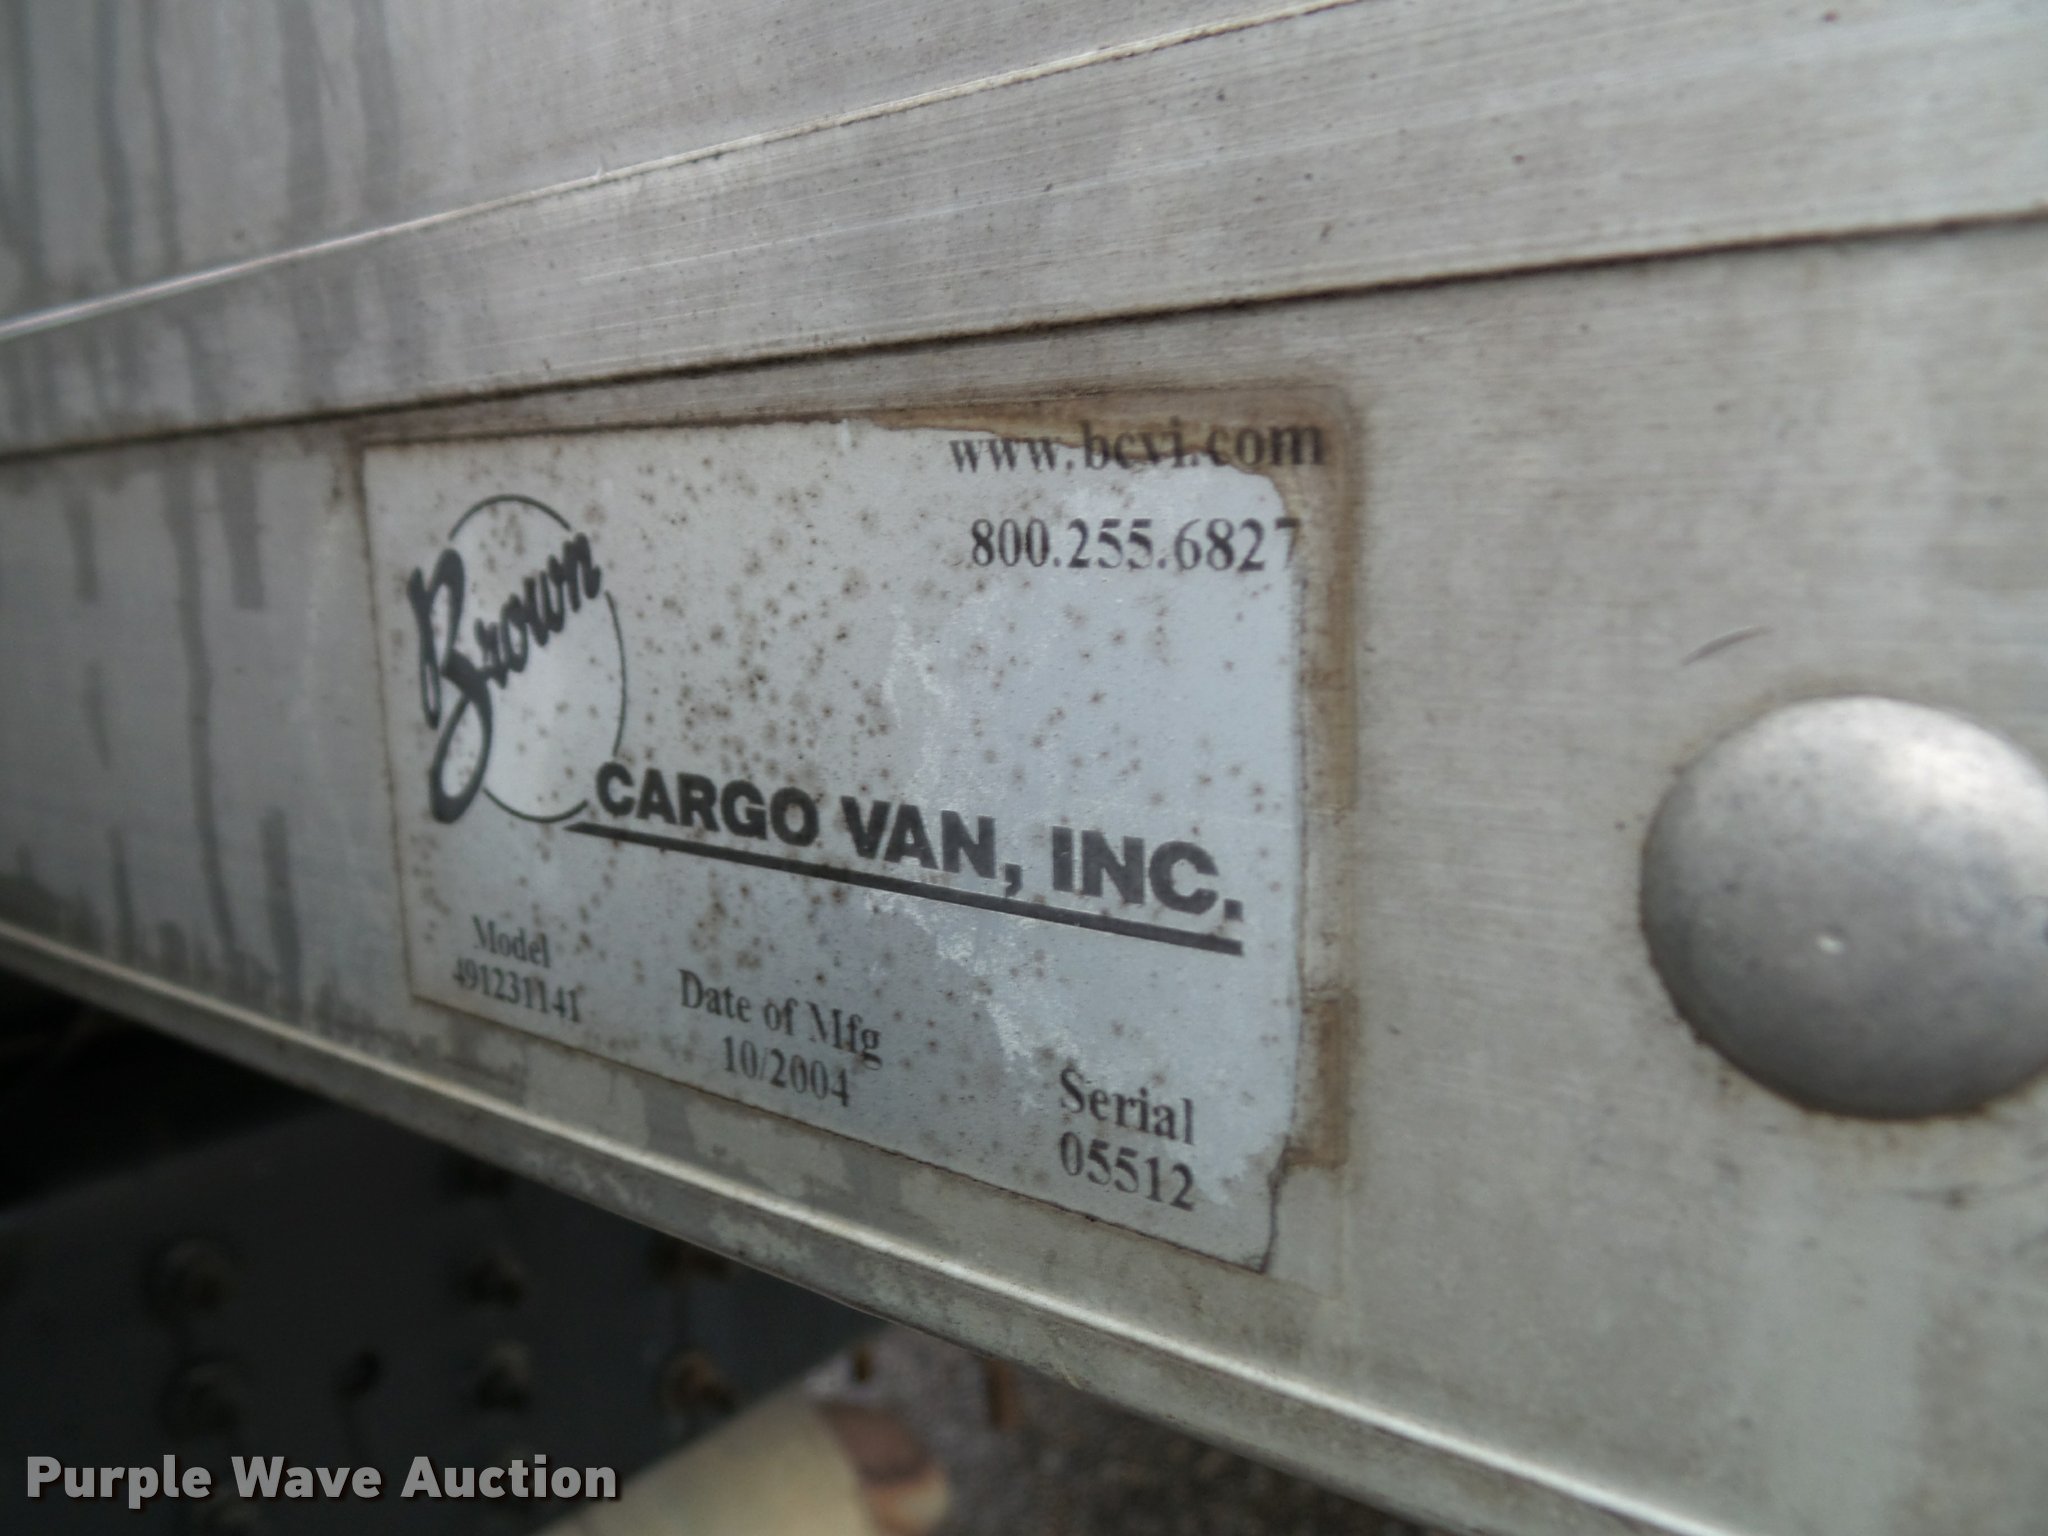 www.bcvi.com
800.255.6827
Brown
CARGO VAN, INC.
Model
491231141
Date of Mfg
10/2004
Serial
05512
Purple Wave Auction